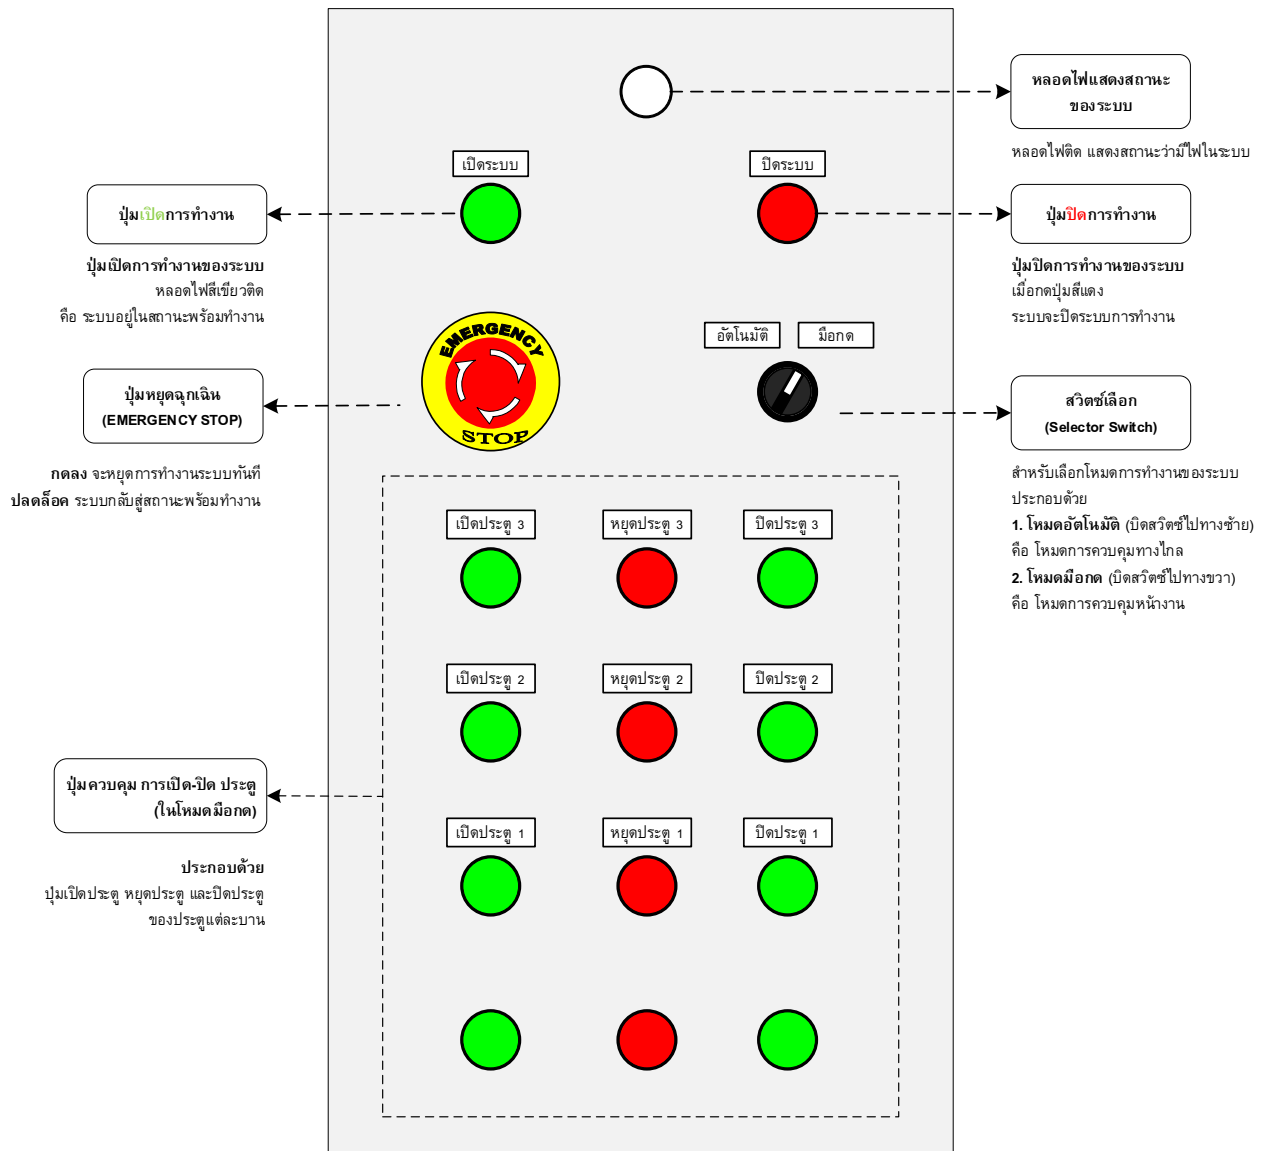 หลอดไฟแสดงสถานะ
ของระบบ
หลอดไฟติด แสดงสถานะว่ามีไฟในระบบ
เปิดระบบ
ปิดระบบ
ปุ่มเปิดการทำงาน
ปุ่มเปิดการทำงานของระบบ
หลอดไฟสีเขียวติด
คือ ระบบอยู่ในสถานะพร้อมทำงาน
ปุ่มปิดการทำงาน
ปุ่มปิดการทำงานของระบบ
เมื่อกดปุ่มสีแดง
ระบบจะปิดระบบการทำงาน
EMERGENCY
STOP
อัตโนมัติ
มือกด
ปุ่มหยุดฉุกเฉิน
(EMERGENCY STOP)
กดลง จะหยุดการทำงานระบบทันที
ปลดล็อค ระบบกลับสู่สถานะพร้อมทำงาน
สวิตซ์เลือก
(Selector Switch)
สำหรับเลือกโหมดการทำงานของระบบ
ประกอบด้วย
1. โหมดอัตโนมัติ (บิดสวิตซ์ไปทางซ้าย)
คือ โหมดการควบคุมทางไกล
2. โหมดมือกด (บิดสวิตซ์ไปทางขวา)
คือ โหมดการควบคุมหน้างาน
เปิดประตู 3
หยุดประตู 3
ปิดประตู 3
เปิดประตู 2
หยุดประตู 2
ปิดประตู 2
เปิดประตู 1
หยุดประตู 1
ปิดประตู 1
ปุ่มควบคุม การเปิด-ปิด ประตู
(ในโหมดมือกด)
ประกอบด้วย
ปุ่มเปิดประตู หยุดประตู และปิดประตู
ของประตูแต่ละบาน